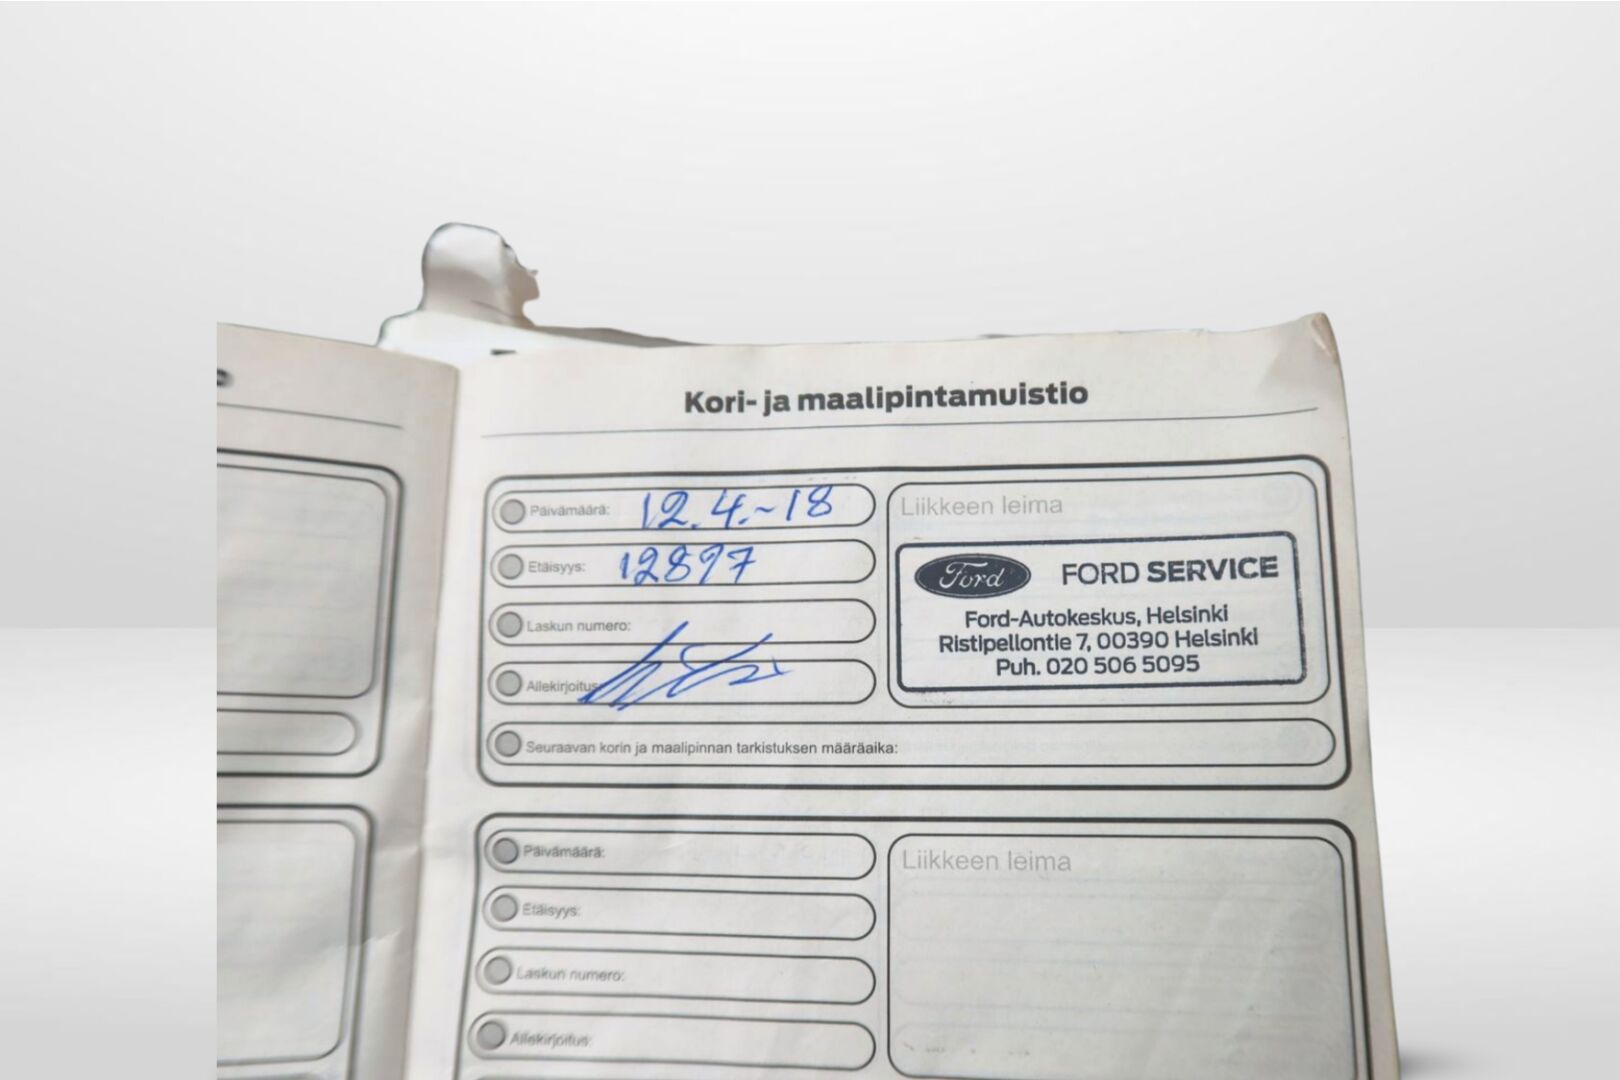 Kori- ja maalipintamuistio
Päivämäärä: 12.4.-18
Etäisyys: 12897
Laskun numero:
Allekirjoitus:
Liikkeen leima
Ford FORD SERVICE
Ford-Autokeskus, Helsinki
Ristipellontie 7, 00390 Helsinki
Puh. 020 506 5095
Seuraavan korin ja maalipinnan tarkistuksen määräaika:
Päivämäärä:
Etäisyys:
Laskun numero:
Allekirjoitus:
Liikkeen leima